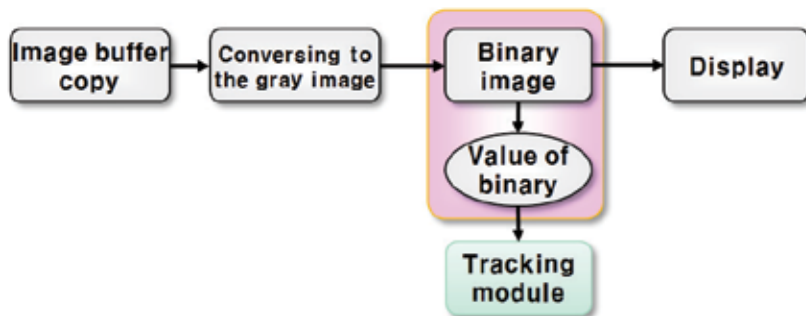 Image buffer
copy
Conversing to
the gray image
Binary
image
Display
Value of
binary
Tracking
module